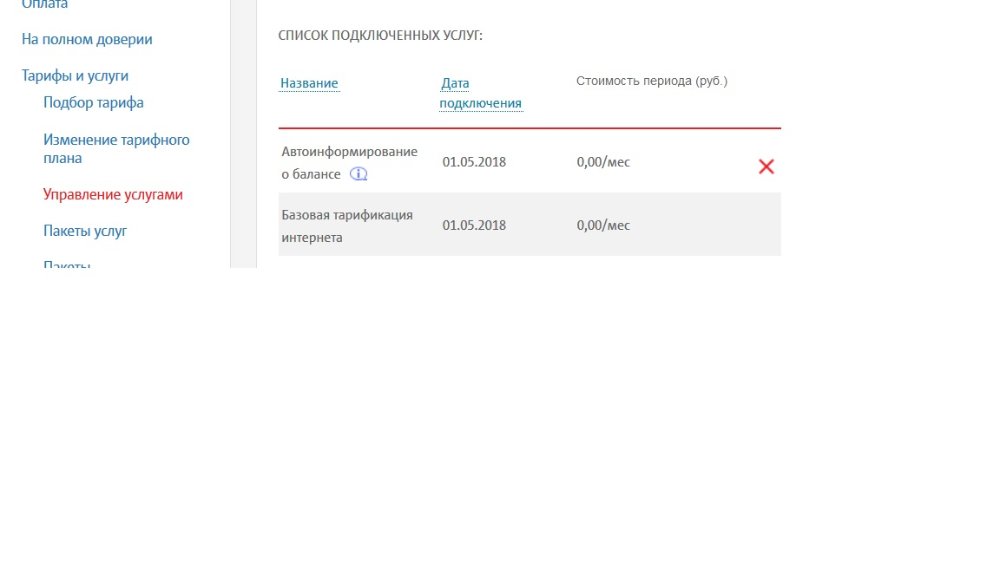 Оплата
На полном доверии
Тарифы и услуги
Подбор тарифа
Изменение тарифного
плана
Управление услугами
Пакеты услуг
Пакеты
СПИСОК ПОДКЛЮЧЕННЫХ УСЛУГ:
Название
Дата
подключения
Стоимость периода (руб.)
Автоинформирование
о балансе
01.05.2018
0,00/мес
Базовая тарификация
интернета
01.05.2018
0,00/мес